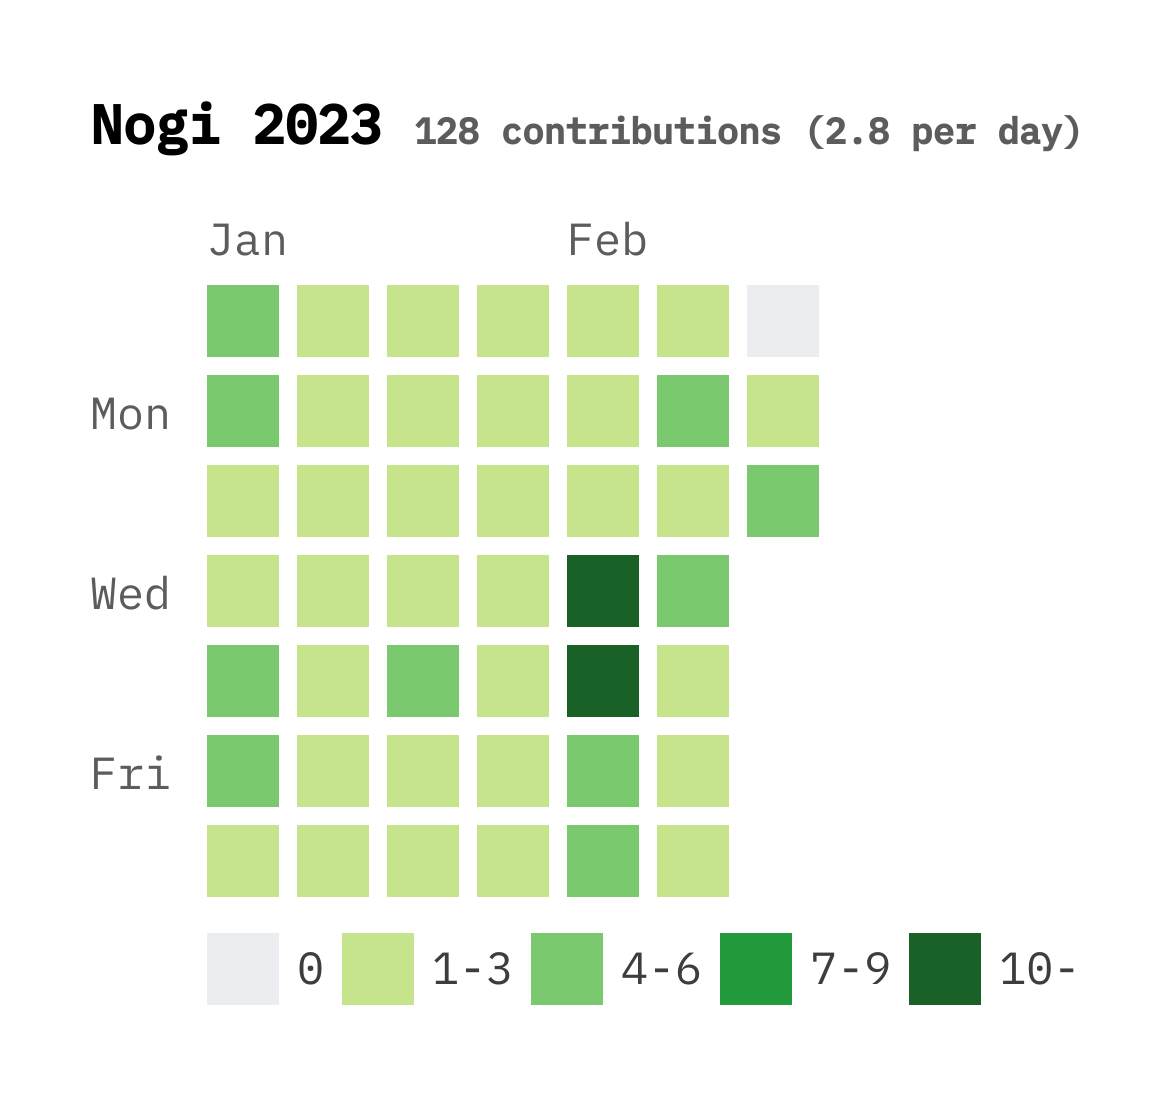 Nogi 2023 128 contributions (2.8 per day)
Jan Feb
Mon
Wed
Fri
0 1-3 4-6 7-9 10-